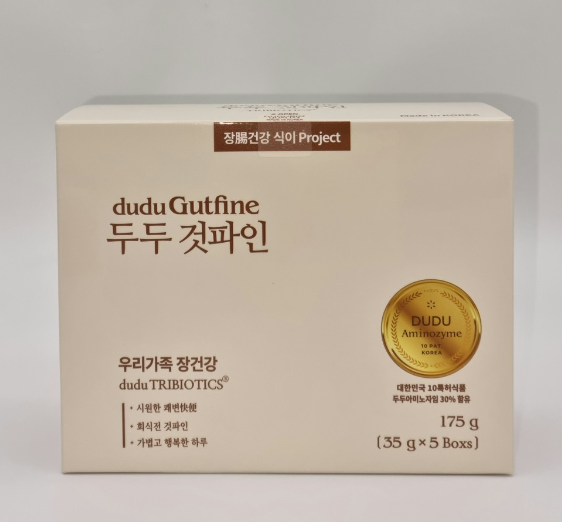 장腸건강 식이 Project
dudu Gutfine
두두 것파인
DUDU
Aminozyme
10 PAT.
KOREA
우리가족 장건강
dudu TRIBIOTICS®
• 시원한 쾌변快便
• 회식전 것파인
• 가볍고 행복한 하루
대한민국 10특허식품
두두아미노자임 30% 함유
175 g
(35 g×5 Boxs)